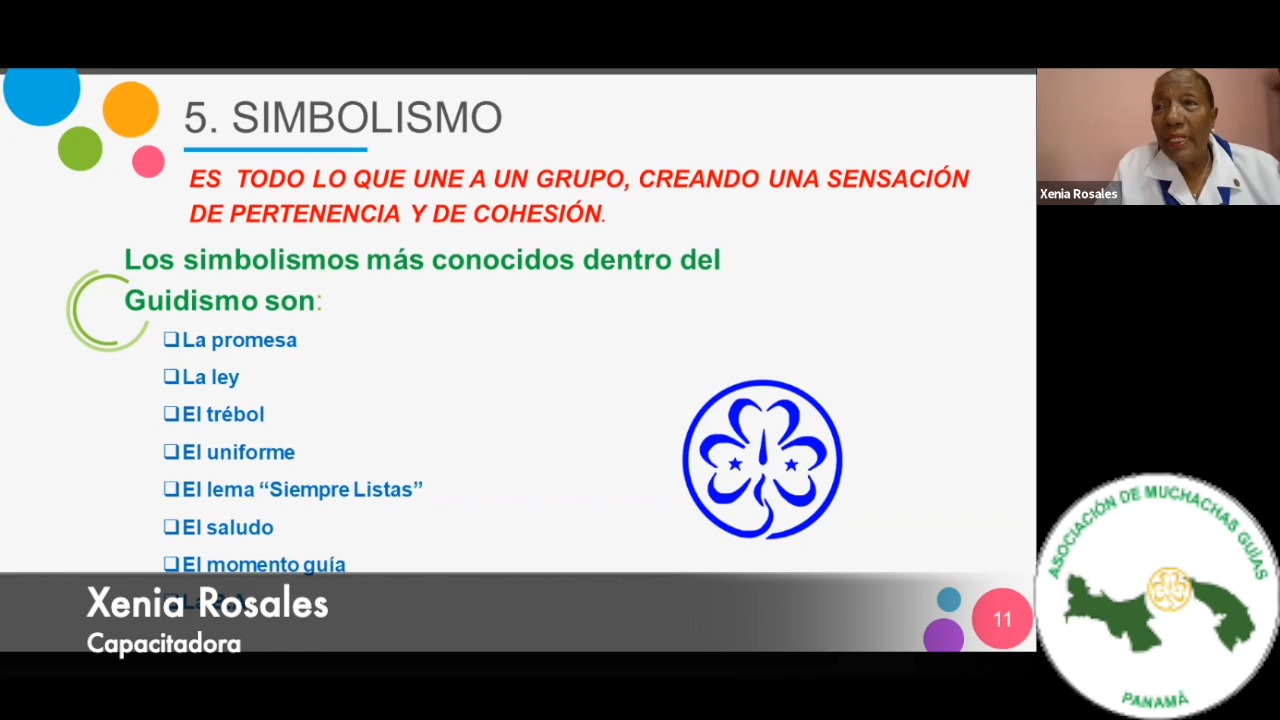 5. SIMBOLISMO
ES TODO LO QUE UNE A UN GRUPO, CREANDO UNA SENSACIÓN
DE PERTENENCIA Y DE COHESIÓN.
Los simbolismos más conocidos dentro del
Guidismo son:
❑La promesa
❑La ley
❑El trébol
❑El uniforme
❑El lema “Siempre Listas”
❑El saludo
❑El momento guía
Xenia Rosales
Capacitadora
11
Xenia Rosales
ASOCIACIÓN DE MUCHACHAS GUÍAS
PANAMÁ